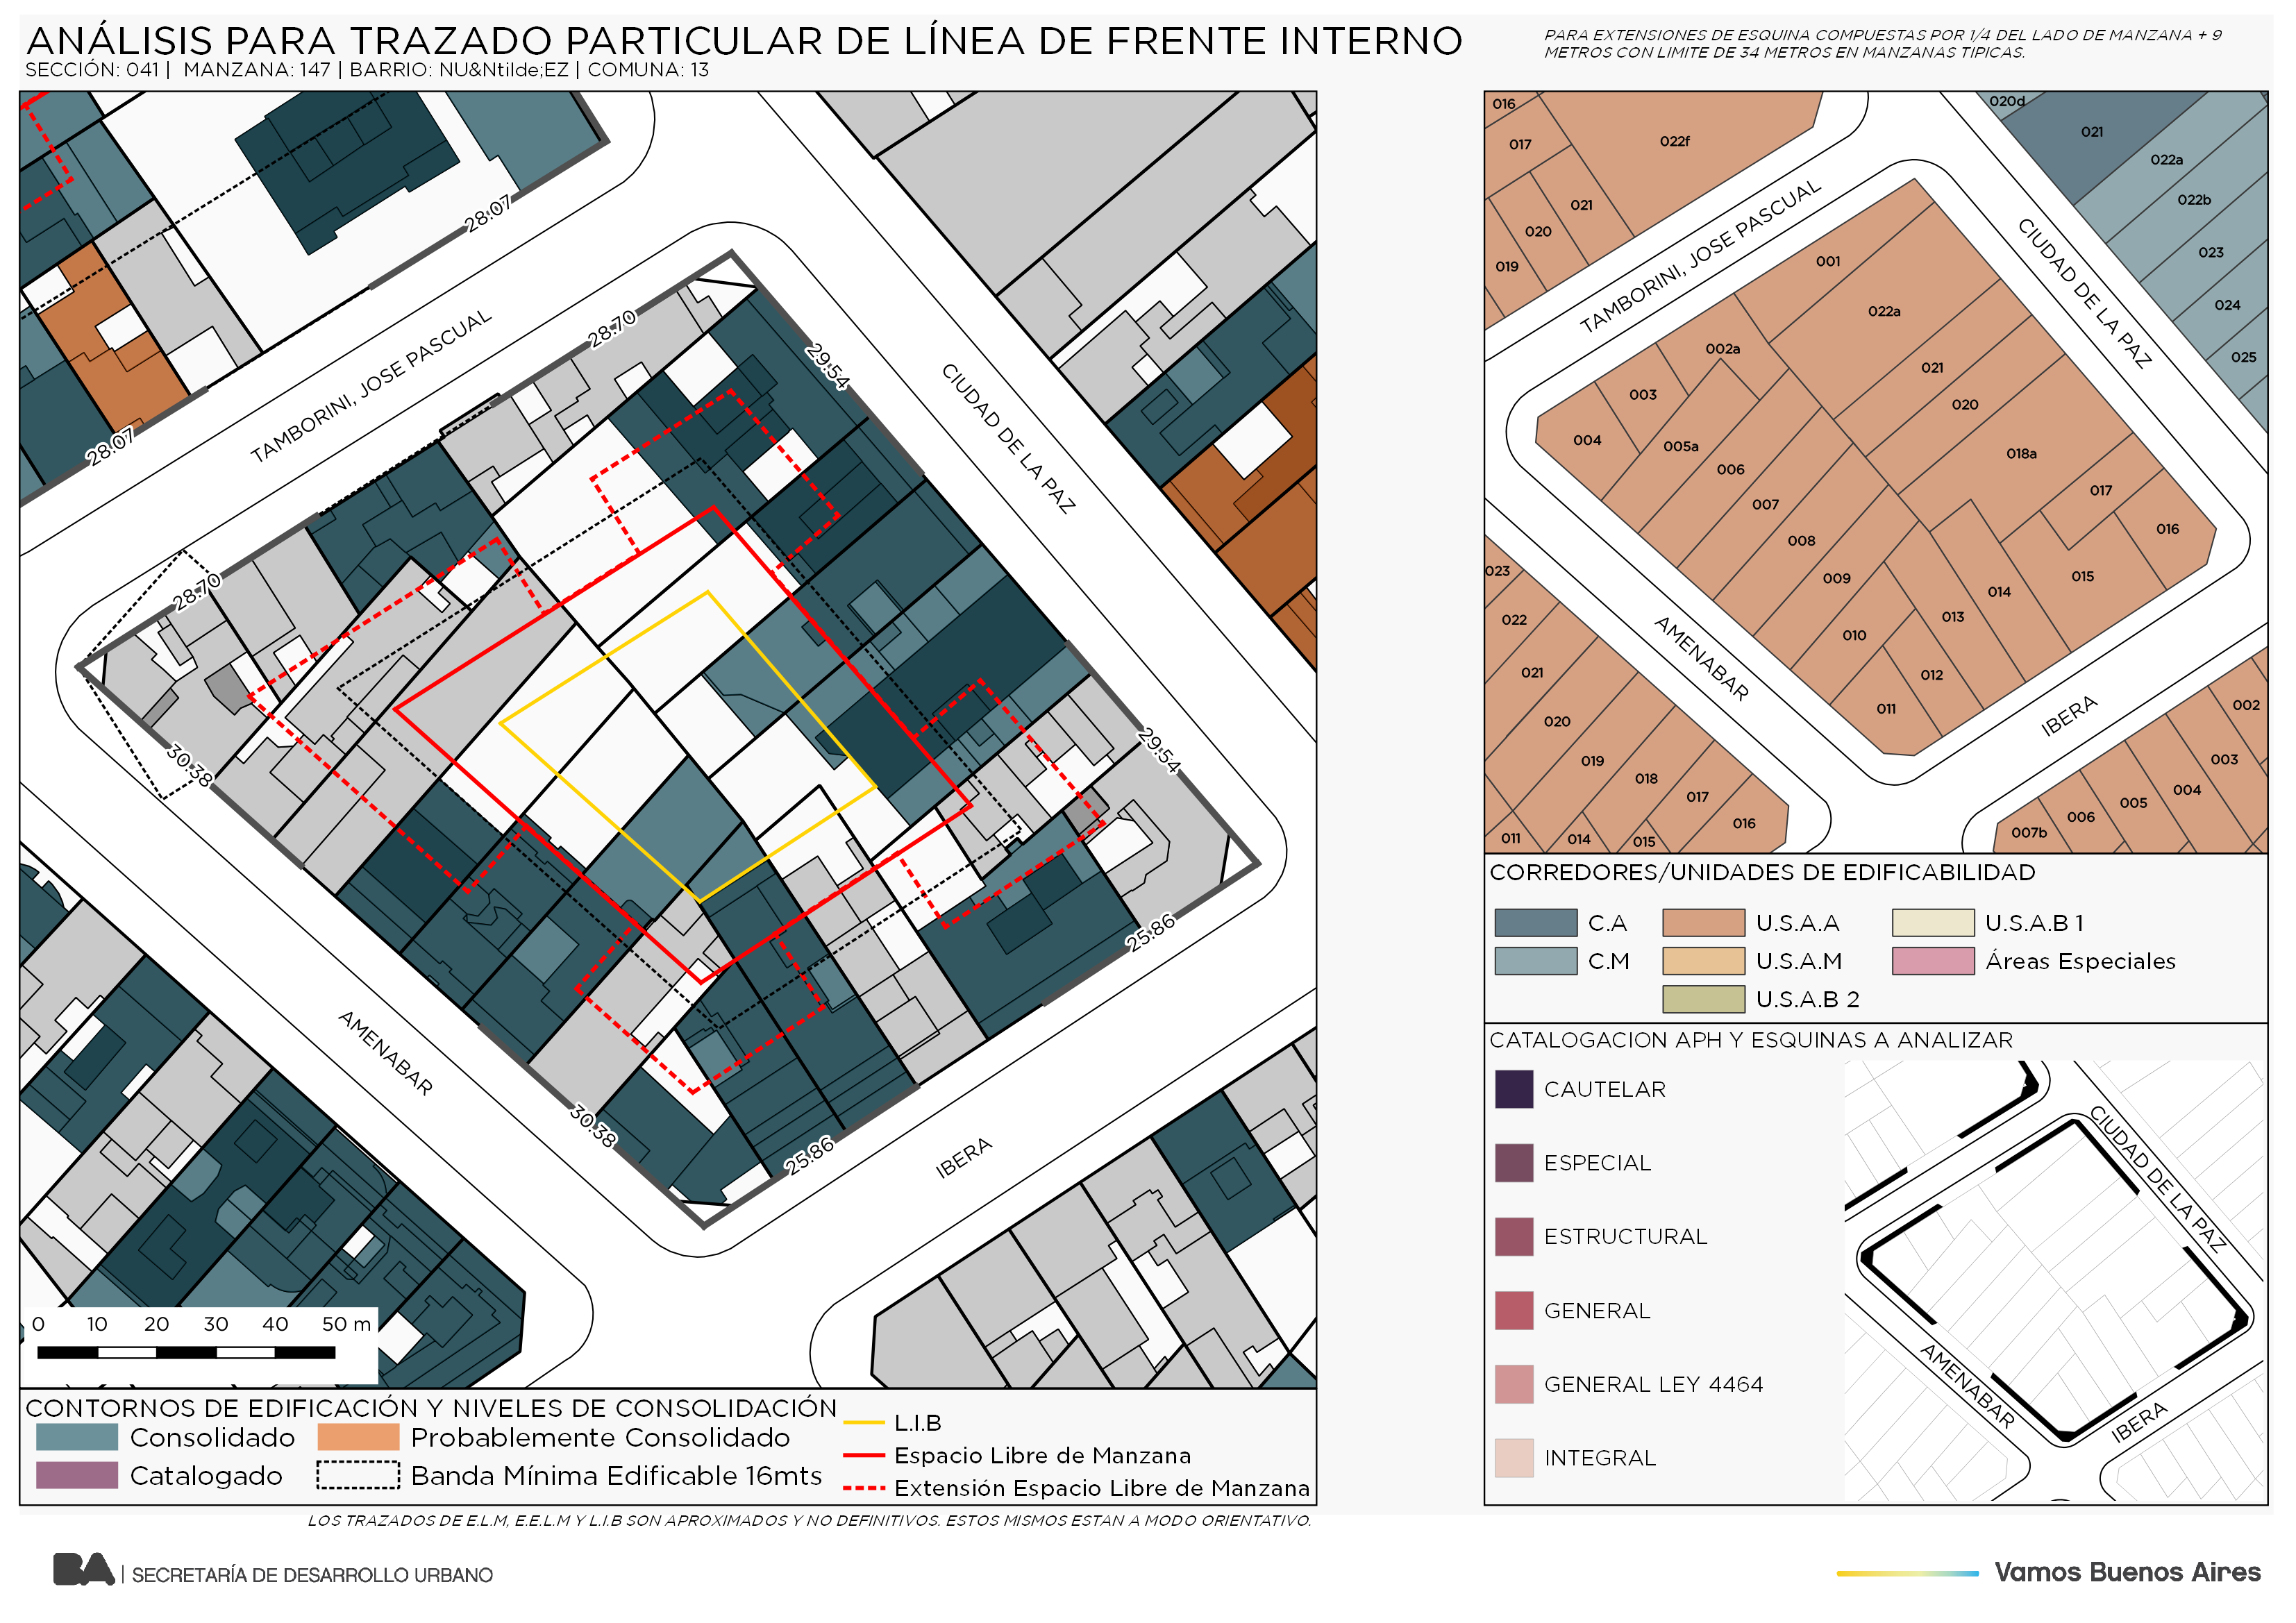 ANÁLISIS PARA TRAZADO PARTICULAR DE LÍNEA DE FRENTE INTERNO
SECCIÓN: 041 | MANZANA: 147 | BARRIO: NU&Ntilde;EZ | COMUNA: 13
PARA EXTENSIONES DE ESQUINA COMPUESTAS POR 1/4 DEL LADO DE MANZANA + 9
METROS CON LIMITE DE 34 METROS EN MANZANAS TIPICAS.
28.07
28.07
TAMBORINI, JOSE PASCUAL
28.70
28.70
29.54
CIUDAD DE LA PAZ
29.54
30.38
30.38
AMENABAR
25.86
25.86
IBERA
0 10 20 30 40 50 m
CONTORNOS DE EDIFICACIÓN Y NIVELES DE CONSOLIDACIÓN
Consolidado
Probablemente Consolidado
Catalogado
Banda Mínima Edificable 16mts
L.I.B
Espacio Libre de Manzana
Extensión Espacio Libre de Manzana
LOS TRAZADOS DE E.L.M, E.E.L.M Y L.I.B SON APROXIMADOS Y NO DEFINITIVOS. ESTOS MISMOS ESTAN A MODO ORIENTATIVO.
016
017
022f
021
020
019
020d
021
022a
022b
023
024
025
TAMBORINI, JOSE PASCUAL
CIUDAD DE LA PAZ
001
022a
002a
021
003
020
004
005a
018a
006
017
007
016
008
009
015
014
013
010
012
011
AMENABAR
IBERA
023
022
021
020
019
018
017
016
011
014
015
002
003
004
005
006
007b
CORREDORES/UNIDADES DE EDIFICABILIDAD
C.A
U.S.A.A
U.S.A.B 1
C.M
U.S.A.M
Áreas Especiales
U.S.A.B 2
CATALOGACION APH Y ESQUINAS A ANALIZAR
CAUTELAR
ESPECIAL
ESTRUCTURAL
GENERAL
GENERAL LEY 4464
INTEGRAL
CIUDAD DE LA PAZ
AMENABAR
IBERA
BA | SECRETARÍA DE DESARROLLO URBANO
Vamos Buenos Aires